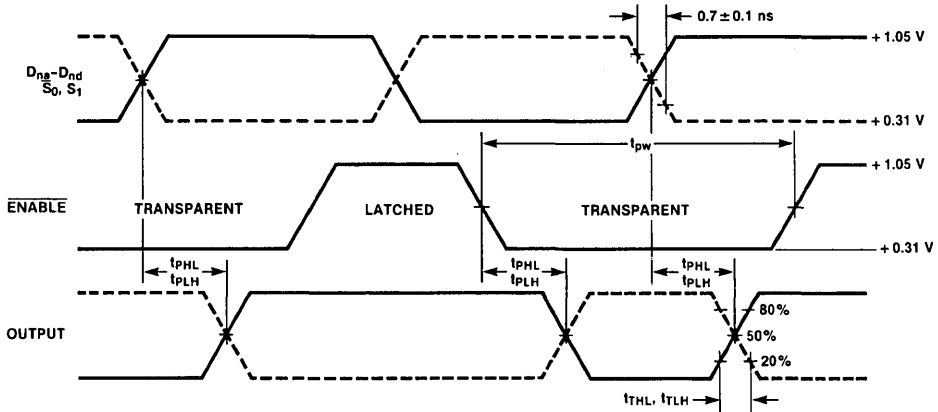 0.7 ± 0.1 ns
+ 1.05 V
Dna–Dnd
S̅0, S1
+ 0.31 V
tpw
+ 1.05 V
E̅N̅A̅B̅L̅E̅
TRANSPARENT
LATCHED
TRANSPARENT
+ 0.31 V
tPHL
tPLH
tPHL
tPLH
tPHL
tPLH
OUTPUT
80%
50%
20%
tTHL, tTLH